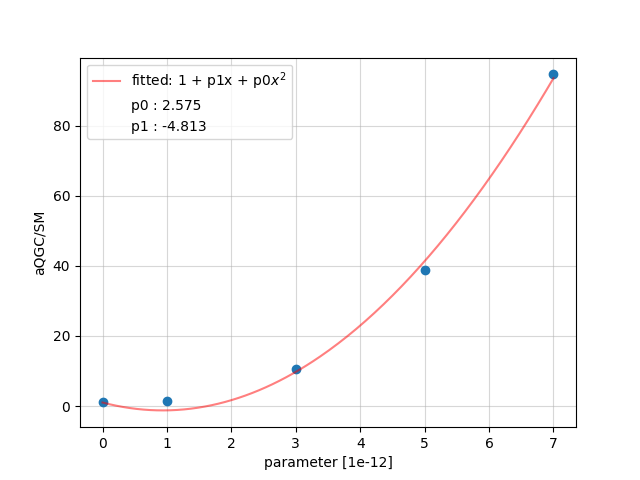 fitted: 1 + p1x + p0x²
p0 : 2.575
p1 : -4.813
80
60
40
20
0
aQGC/SM
0 1 2 3 4 5 6 7
parameter [1e-12]